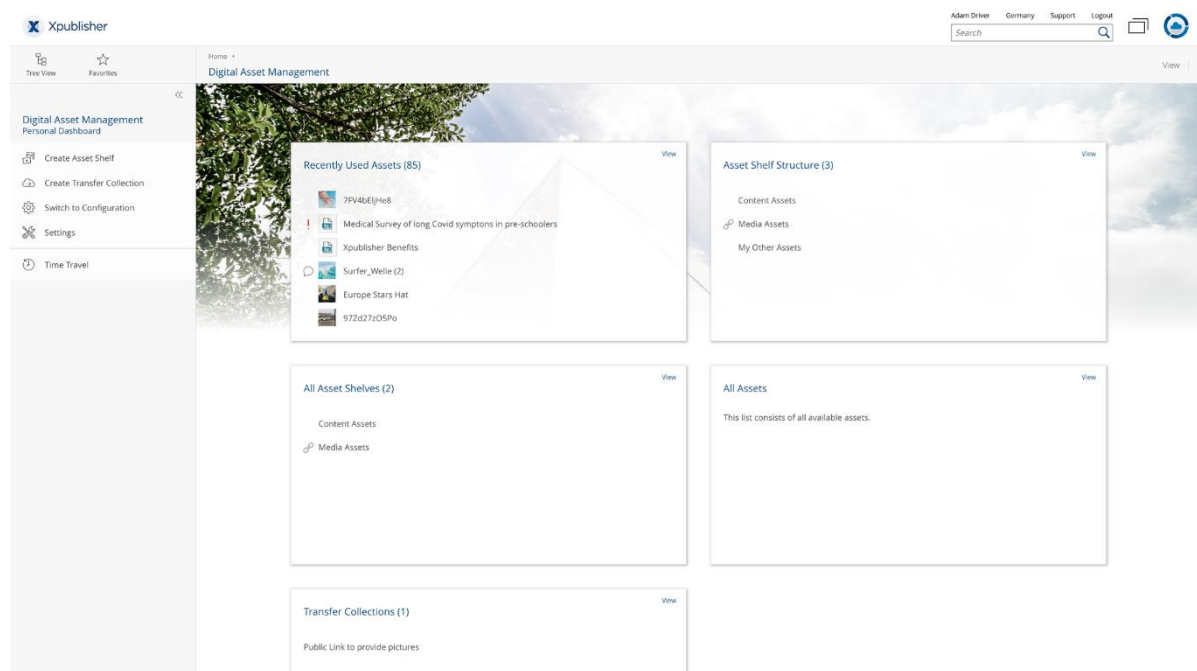 Xpublisher
Adam Driver Germany Support Logout
Search
Tree View Favorites
Home
Digital Asset Management
View
Digital Asset Management
Personal Dashboard
Create Asset Shelf
Create Transfer Collection
Switch to Configuration
Settings
Time Travel
Recently Used Assets (85)
View
7FV4bEljHe8
Medical Survey of long Covid symptons in pre-schoolers
Xpublisher Benefits
Surfer_Welle (2)
Europe Stars Hat
97Zd27zO5Po
Asset Shelf Structure (3)
View
Content Assets
Media Assets
My Other Assets
All Asset Shelves (2)
View
Content Assets
Media Assets
All Assets
View
This list consists of all available assets.
Transfer Collections (1)
View
Public Link to provide pictures